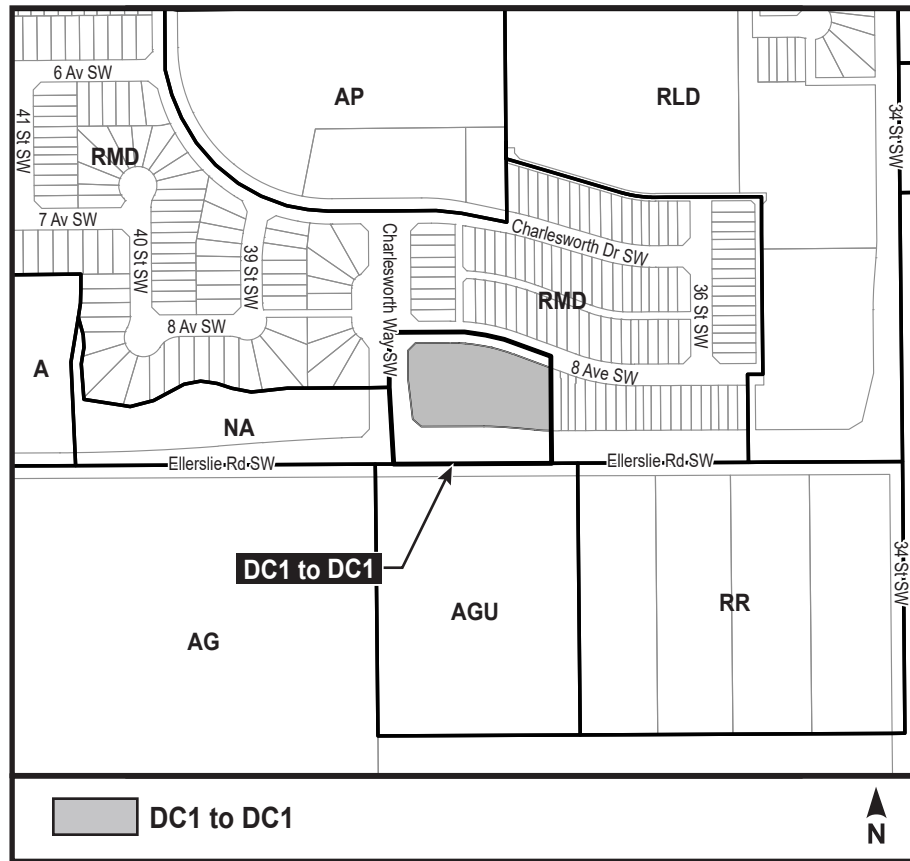 6 Av SW
AP
RLD
34 St SW
41 St SW
RMD
7 Av SW
40 St SW
39 St SW
Charlesworth Dr SW
Charlesworth Way SW
RMD
36 St SW
8 Av SW
8 Ave SW
A
NA
Ellerslie Rd SW
Ellerslie Rd SW
34 St SW
DC1 to DC1
AGU
RR
AG
DC1 to DC1
N